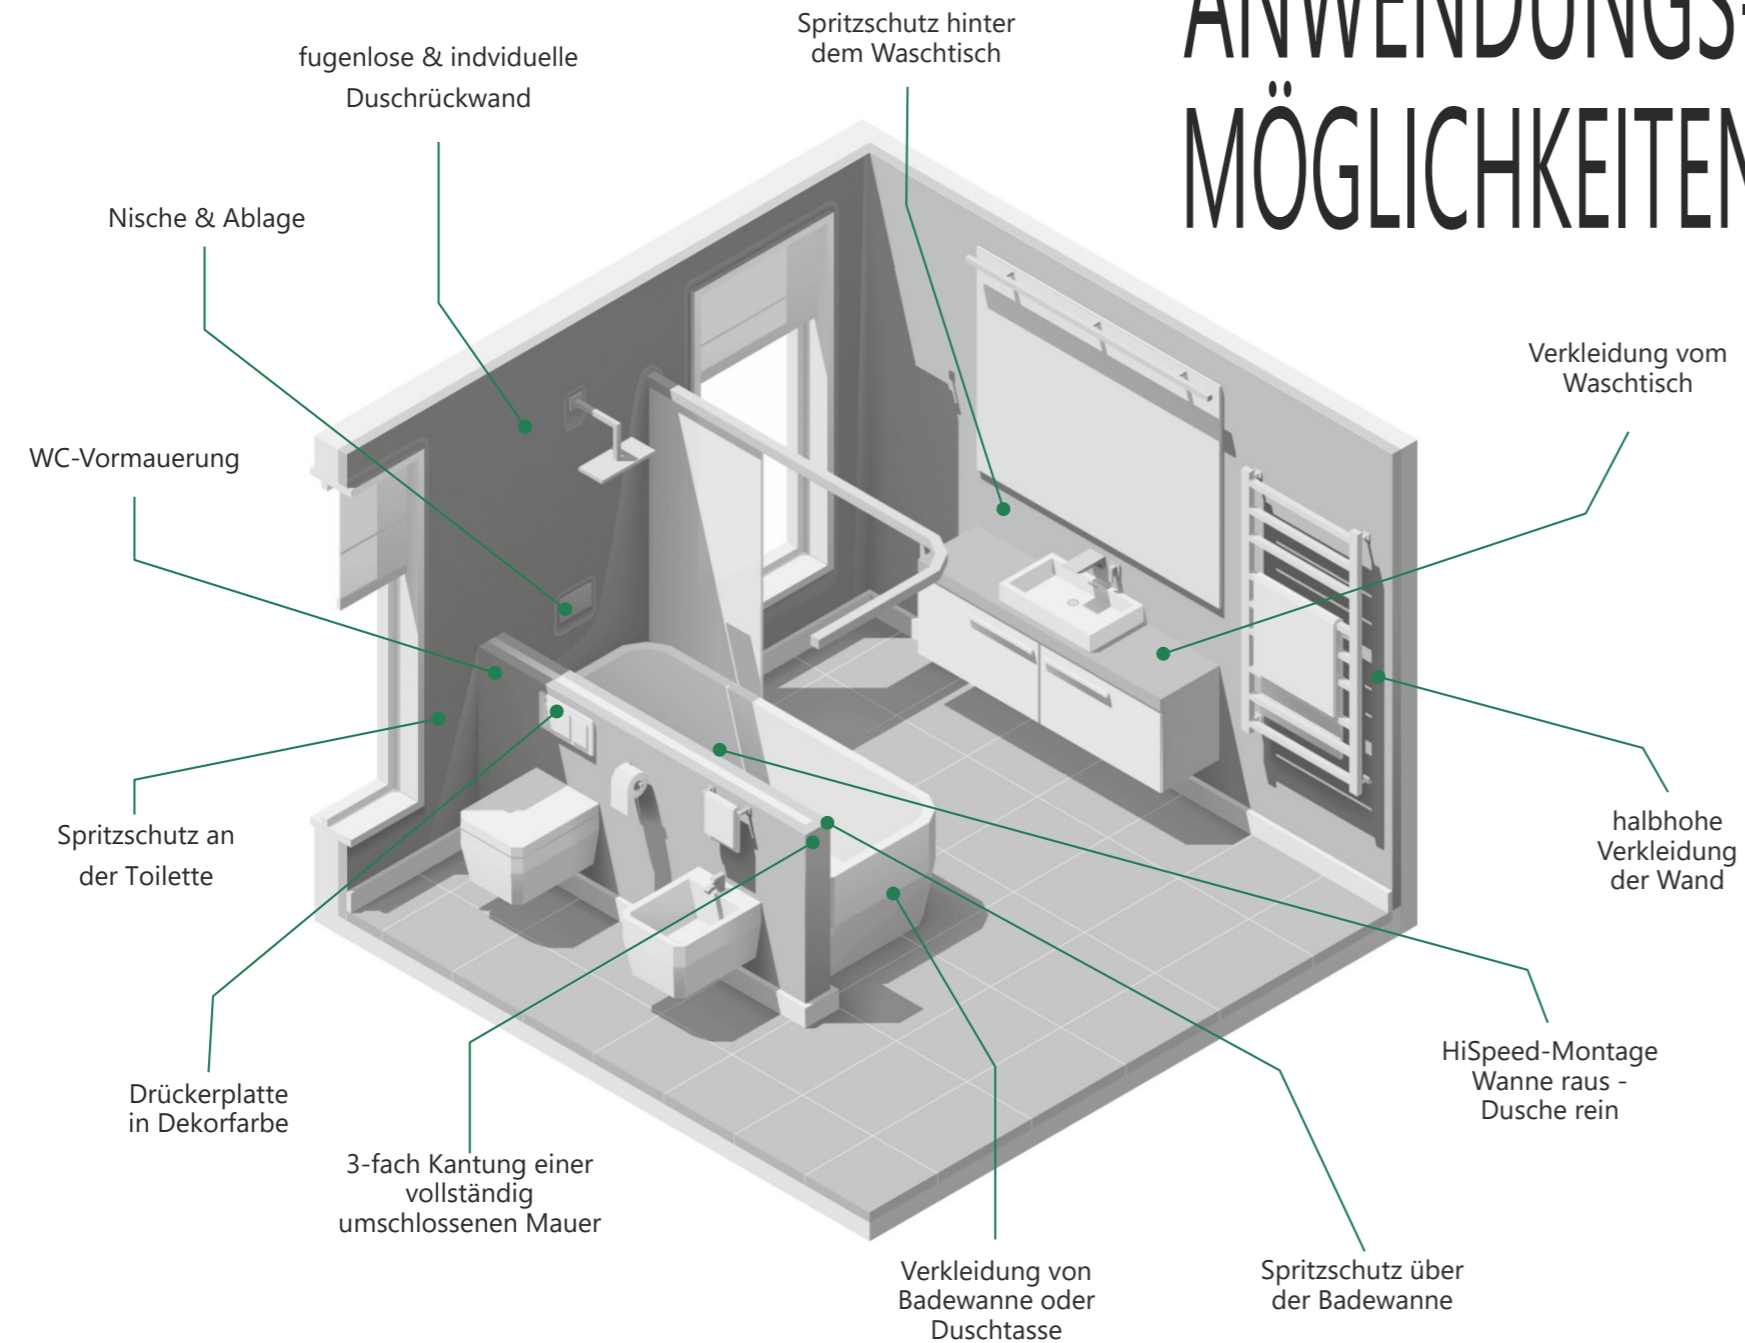 ANWENDUNGS-
MÖGLICHKEITEN
Spritzschutz hinter
dem Waschtisch
fugenlose & indviduelle
Duschrückwand
Nische & Ablage
WC-Vormauerung
Spritzschutz an
der Toilette
Drückerplatte
in Dekorfarbe
3-fach Kantung einer
vollständig
umschlossenen Mauer
Verkleidung von
Badewanne oder
Duschtasse
Spritzschutz über
der Badewanne
HiSpeed-Montage
Wanne raus -
Dusche rein
halbhohe
Verkleidung
der Wand
Verkleidung vom
Waschtisch